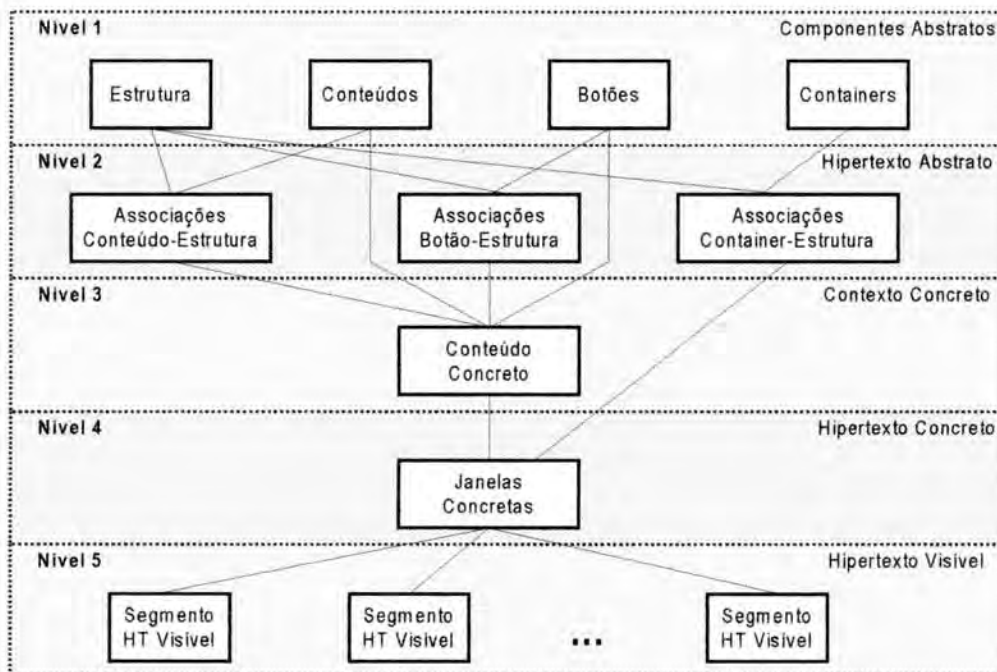 Nivel 1
Componentes Abstratos
Estrutura
Conteúdos
Botões
Containers
Nivel 2
Hipertexto Abstrato
Associações
Conteúdo-Estrutura
Associações
Botão-Estrutura
Associações
Container-Estrutura
Nivel 3
Contexto Concreto
Conteúdo
Concreto
Nivel 4
Hipertexto Concreto
Janelas
Concretas
Nivel 5
Hipertexto Visivel
Segmento
HT Visível
Segmento
HT Visível
...
Segmento
HT Visível